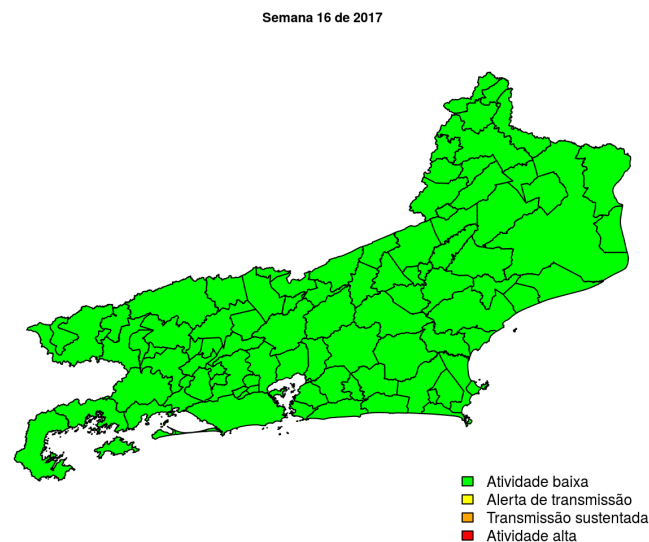 Semana 16 de 2017
Atividade baixa
Alerta de transmissão
Transmissão sustentada
Atividade alta